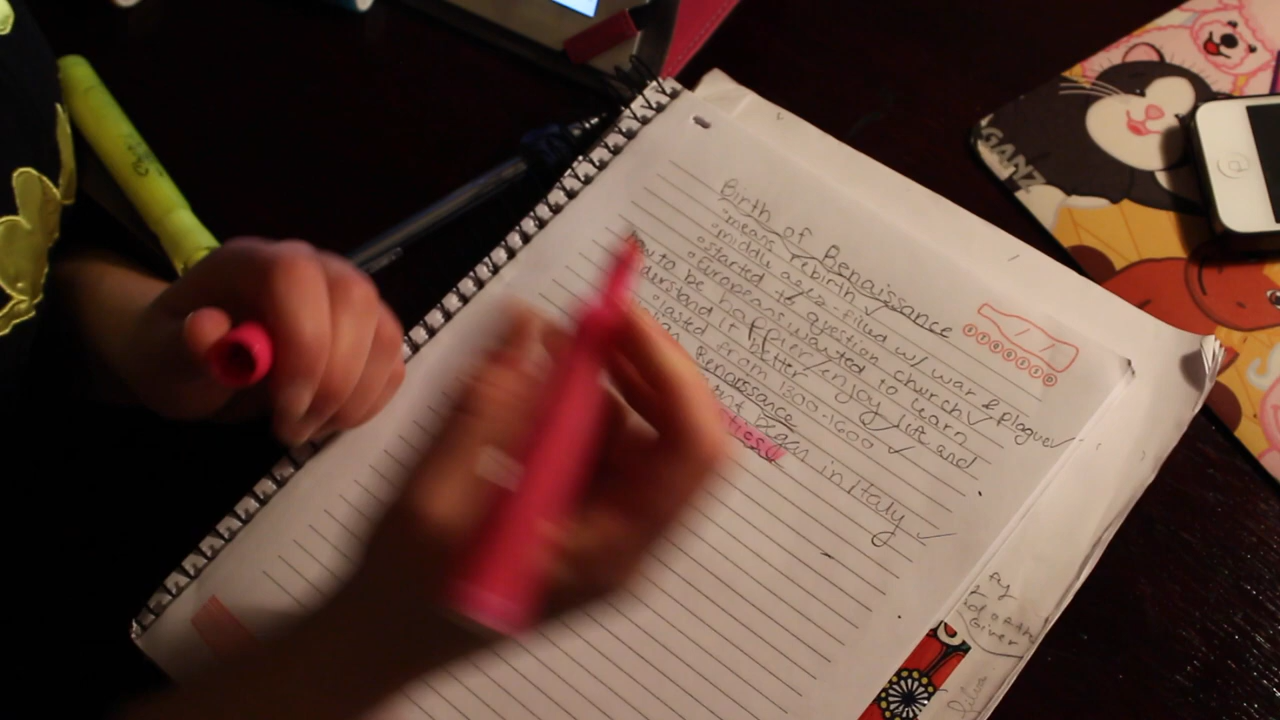 Birth of Renaissance
means rebirth
middle ages filled w/ war & plague
started to question church
Europeans wanted to learn
how to be happier/enjoy life and
understand it better
lasted from 1300-1600
Renaissance
began in Italy
GANZ
Giver